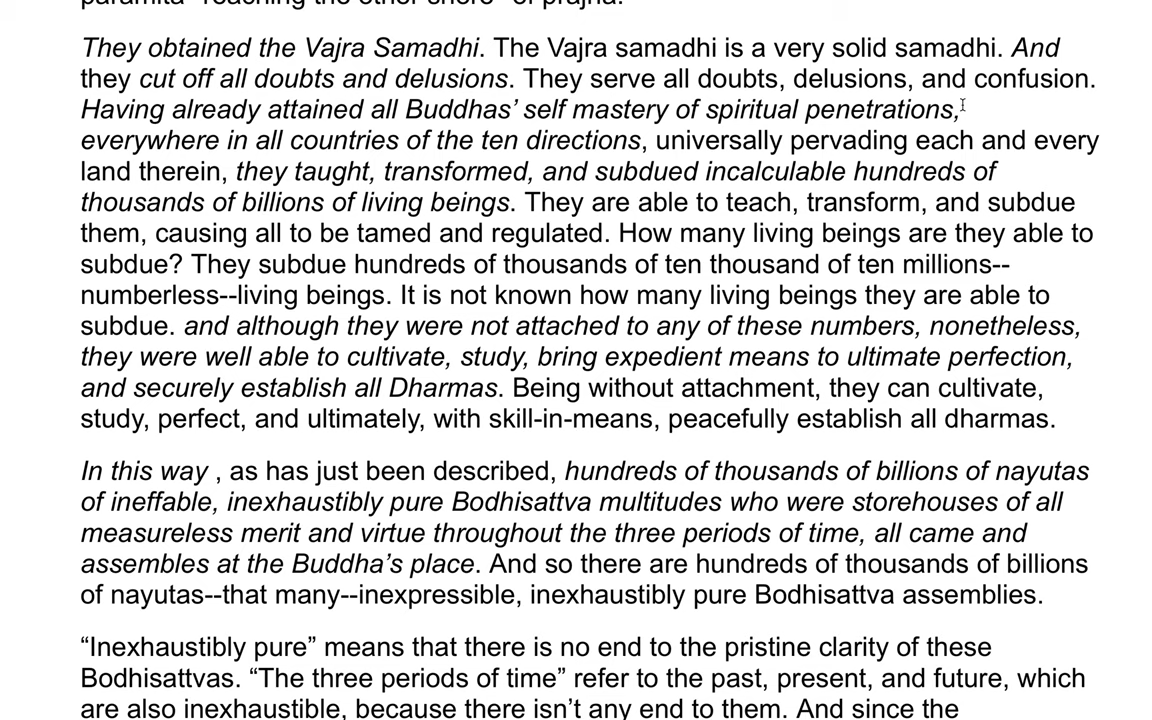 paramita "reaching the other shore" of prajna.
They obtained the Vajra Samadhi. The Vajra samadhi is a very solid samadhi. And
they cut off all doubts and delusions. They serve all doubts, delusions, and confusion.
Having already attained all Buddhas’ self mastery of spiritual penetrations,
everywhere in all countries of the ten directions, universally pervading each and every
land therein, they taught, transformed, and subdued incalculable hundreds of
thousands of billions of living beings. They are able to teach, transform, and subdue
them, causing all to be tamed and regulated. How many living beings are they able to
subdue? They subdue hundreds of thousands of ten thousand of ten millions--
numberless--living beings. It is not known how many living beings they are able to
subdue. and although they were not attached to any of these numbers, nonetheless,
they were well able to cultivate, study, bring expedient means to ultimate perfection,
and securely establish all Dharmas. Being without attachment, they can cultivate,
study, perfect, and ultimately, with skill-in-means, peacefully establish all dharmas.
In this way , as has just been described, hundreds of thousands of billions of nayutas
of ineffable, inexhaustibly pure Bodhisattva multitudes who were storehouses of all
measureless merit and virtue throughout the three periods of time, all came and
assembles at the Buddha’s place. And so there are hundreds of thousands of billions
of nayutas--that many--inexpressible, inexhaustibly pure Bodhisattva assemblies.
“Inexhaustibly pure” means that there is no end to the pristine clarity of these
Bodhisattvas. “The three periods of time” refer to the past, present, and future, which
are also inexhaustible, because there isn’t any end to them. And since the